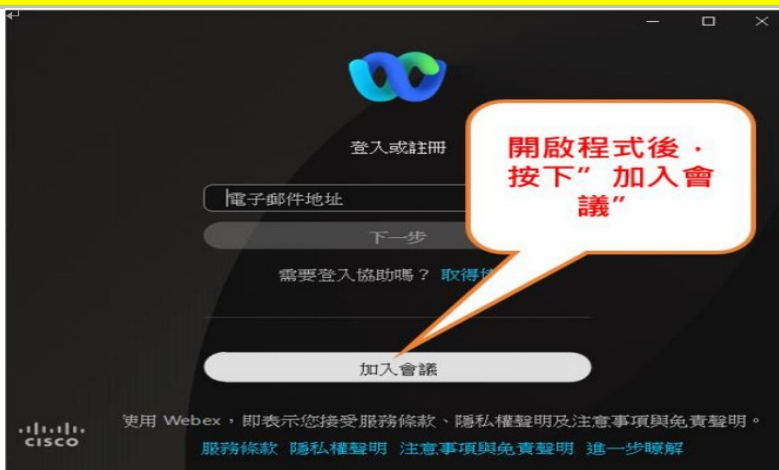 登入或註冊
開啟程式後，
按下”加入會
議”
電子郵件地址
下一步
需要登入協助嗎？ 取得
加入會議
使用 Webex，即表示您接受服務條款、隱私權聲明及注意事項與免責聲明。
服務條款 隱私權聲明 注意事項與免責聲明 進一步瞭解
CISCO